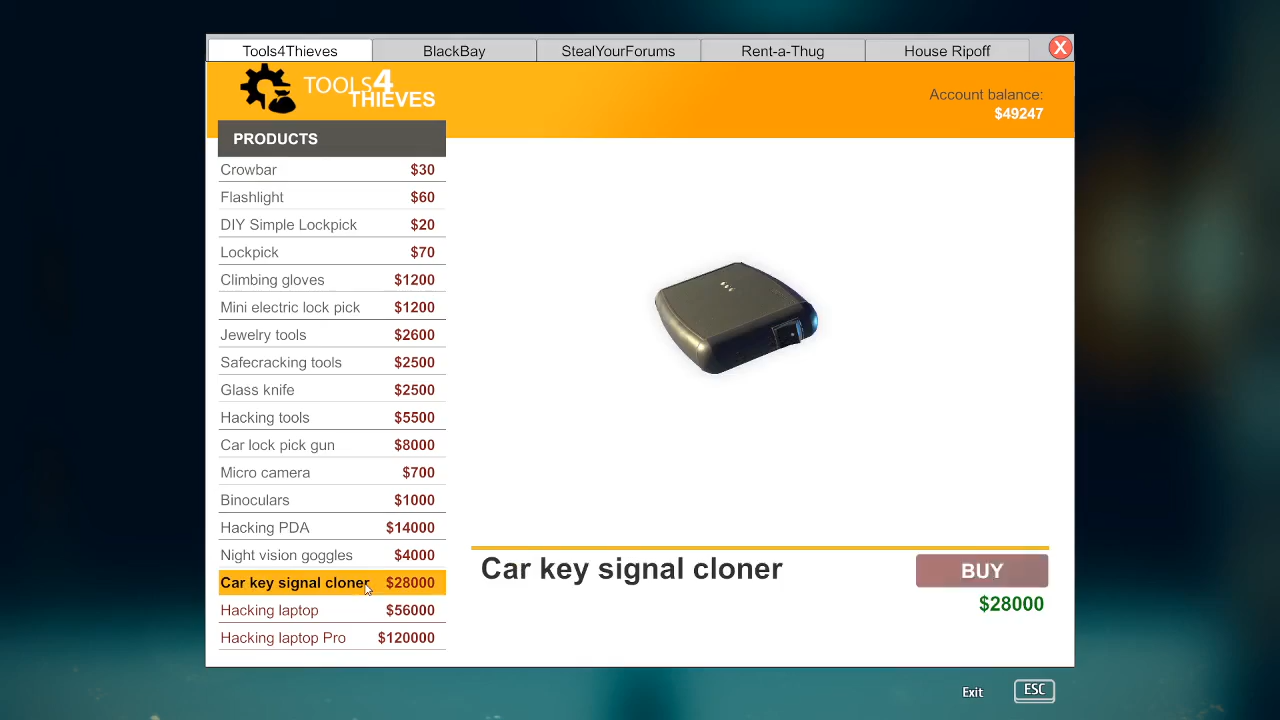 Tools4Thieves
BlackBay
StealYourForums
Rent-a-Thug
House Ripoff
X
TOOLS4
THIEVES
Account balance:
$49247
PRODUCTS
Crowbar $30
Flashlight $60
DIY Simple Lockpick $20
Lockpick $70
Climbing gloves $1200
Mini electric lock pick $1200
Jewelry tools $2600
Safecracking tools $2500
Glass knife $2500
Hacking tools $5500
Car lock pick gun $8000
Micro camera $700
Binoculars $1000
Hacking PDA $14000
Night vision goggles $4000
Car key signal cloner $28000
Hacking laptop $56000
Hacking laptop Pro $120000
Car key signal cloner
BUY
$28000
Exit ESC